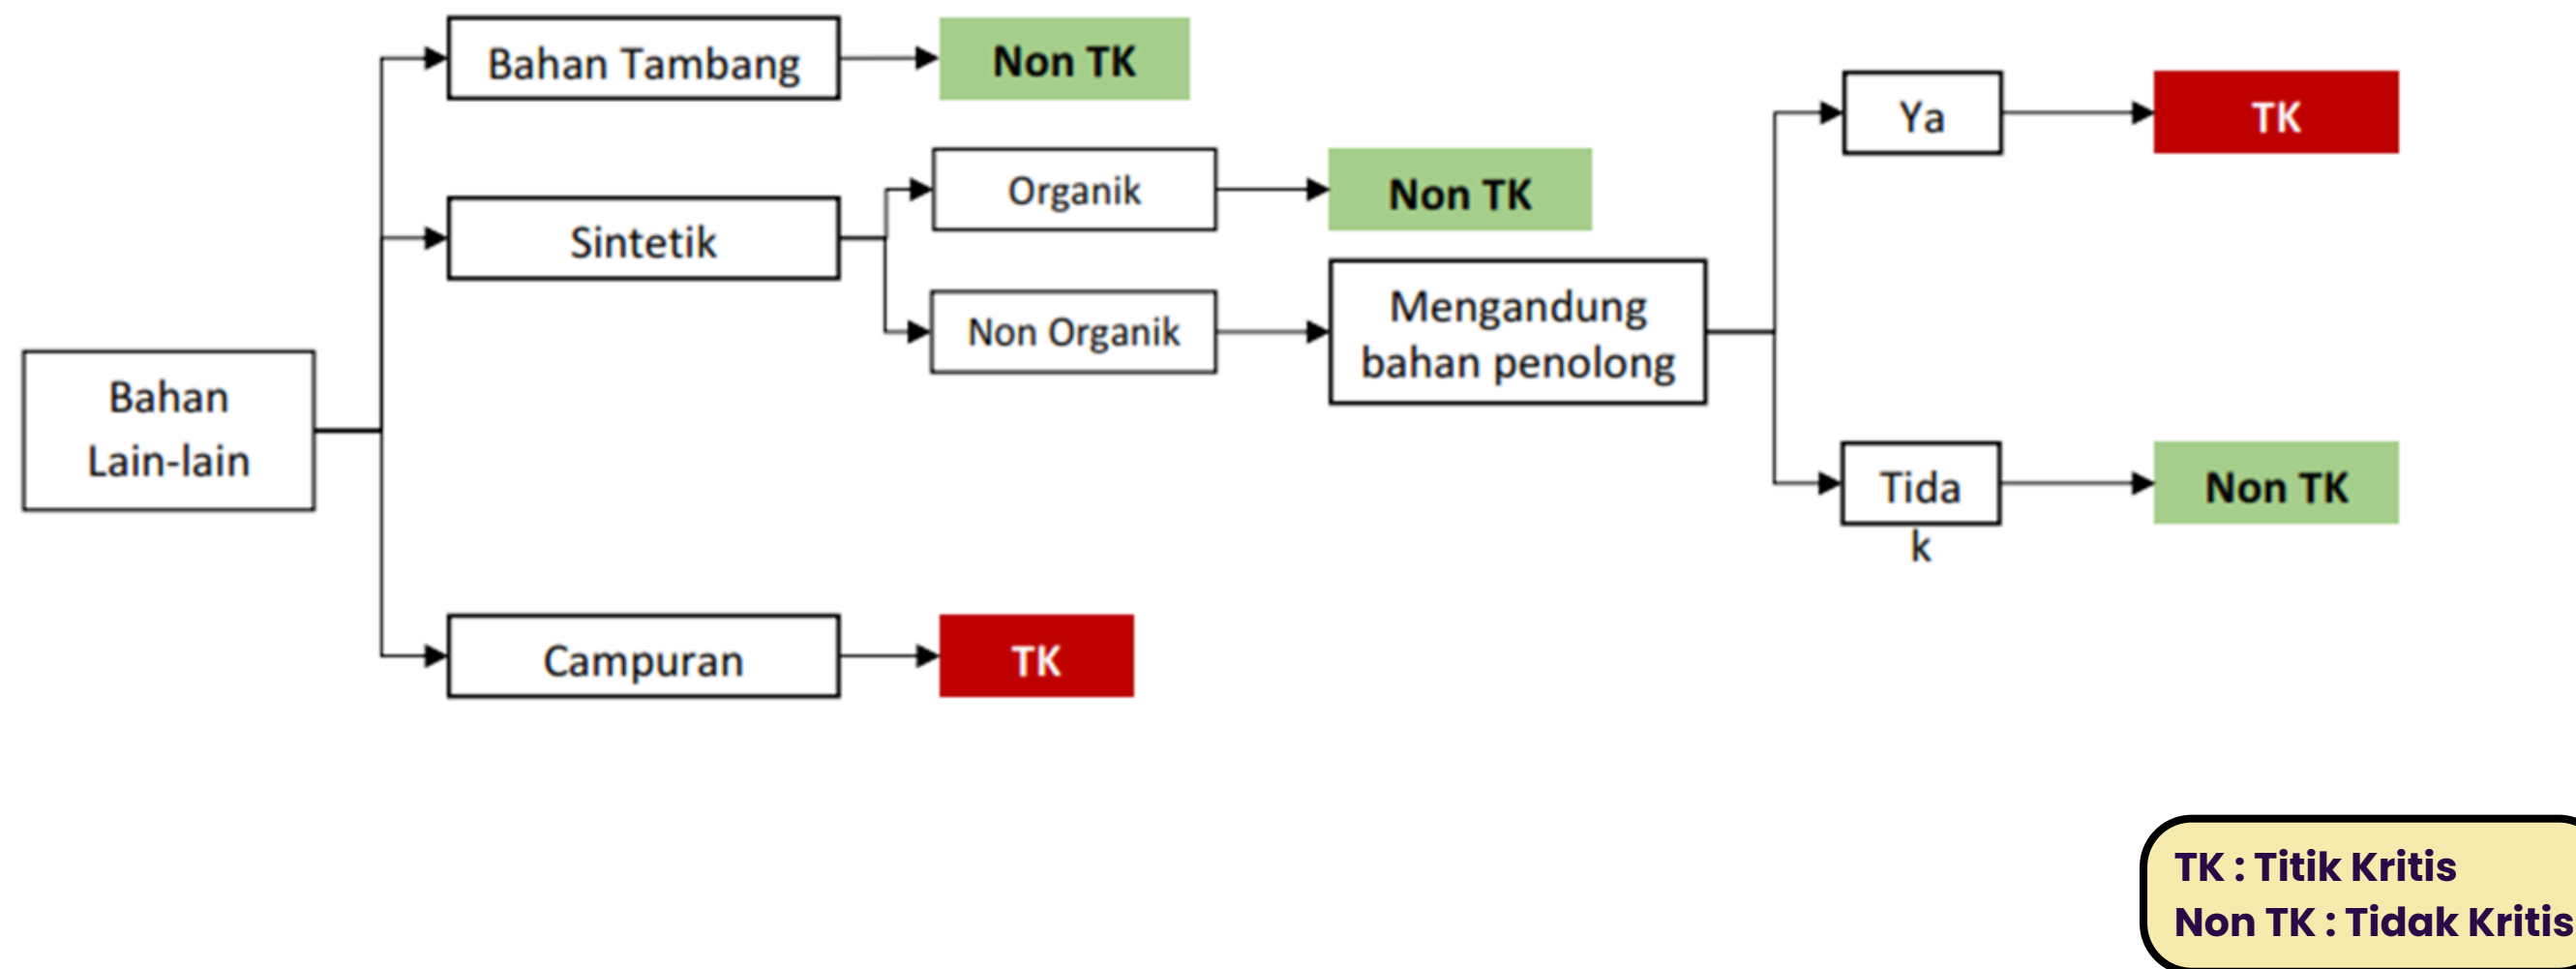 Bahan Tambang
Non TK
Ya
TK
Organik
Non TK
Sintetik
Mengandung
bahan penolong
Non Organik
Bahan
Lain-lain
Tida
k
Non TK
Campuran
TK
TK : Titik Kritis
Non TK : Tidak Kritis